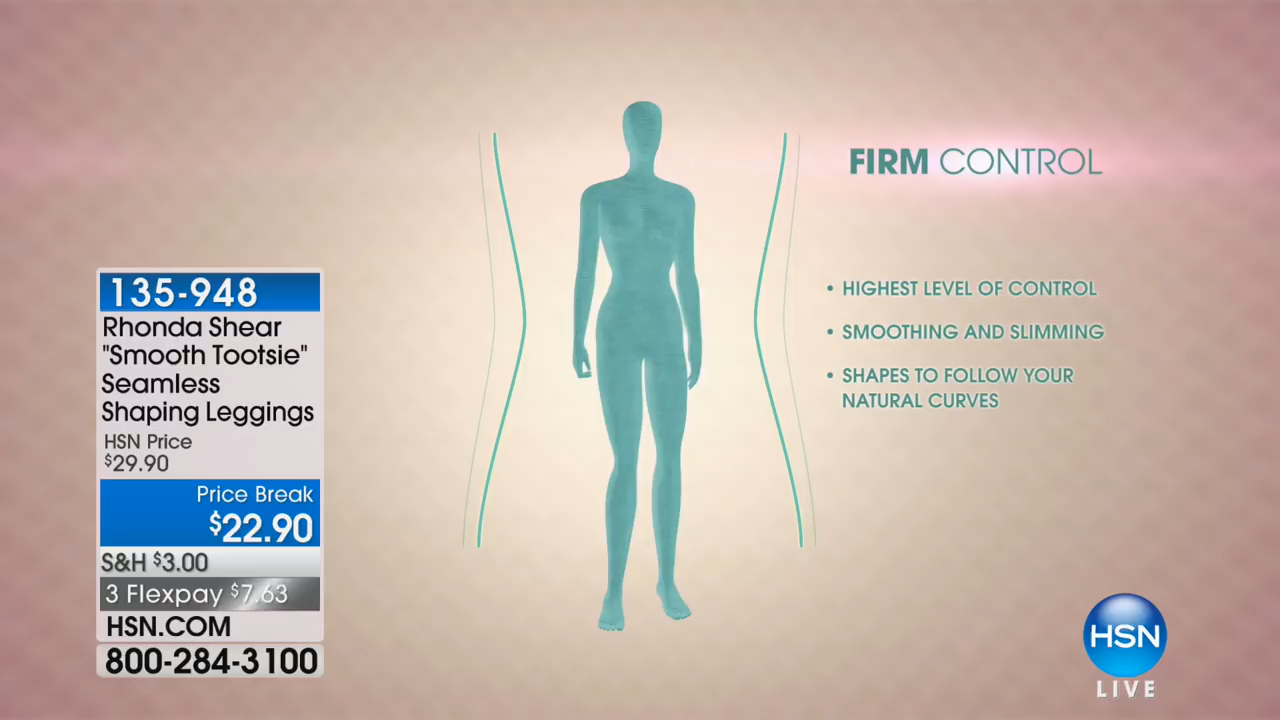 FIRM CONTROL
• HIGHEST LEVEL OF CONTROL
• SMOOTHING AND SLIMMING
• SHAPES TO FOLLOW YOUR
NATURAL CURVES
135-948
Rhonda Shear
"Smooth Tootsie"
Seamless
Shaping Leggings
HSN Price
$29.90
Price Break
$22.90
S&H $3.00
3 Flexpay $7.63
HSN.COM
800-284-3100
HSN
LIVE